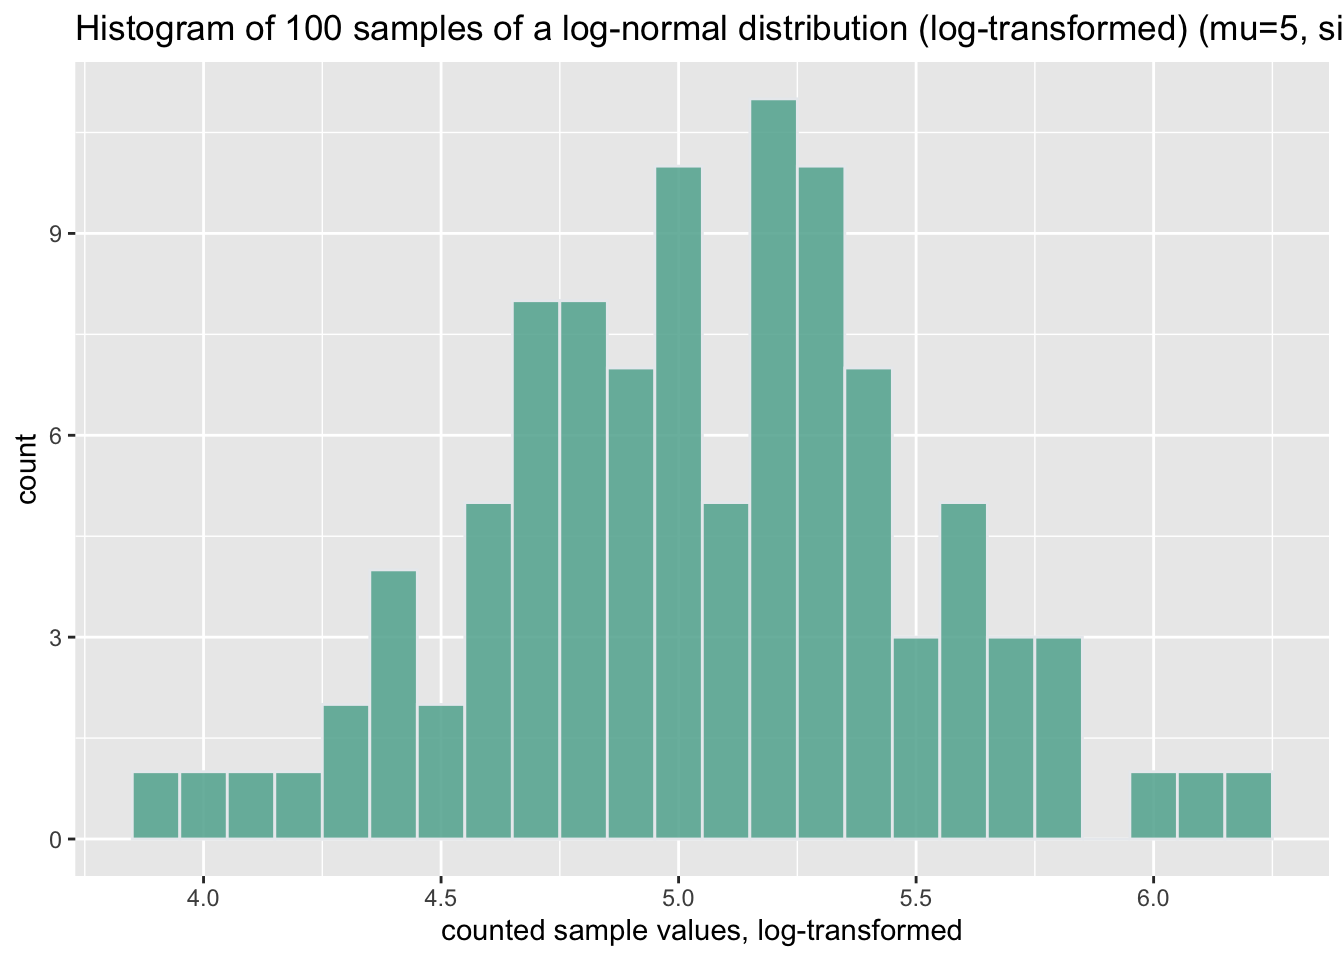 Histogram of 100 samples of a log-normal distribution (log-transformed) (mu=5, si
count
9
6
3
0
4.0 4.5 5.0 5.5 6.0
counted sample values, log-transformed